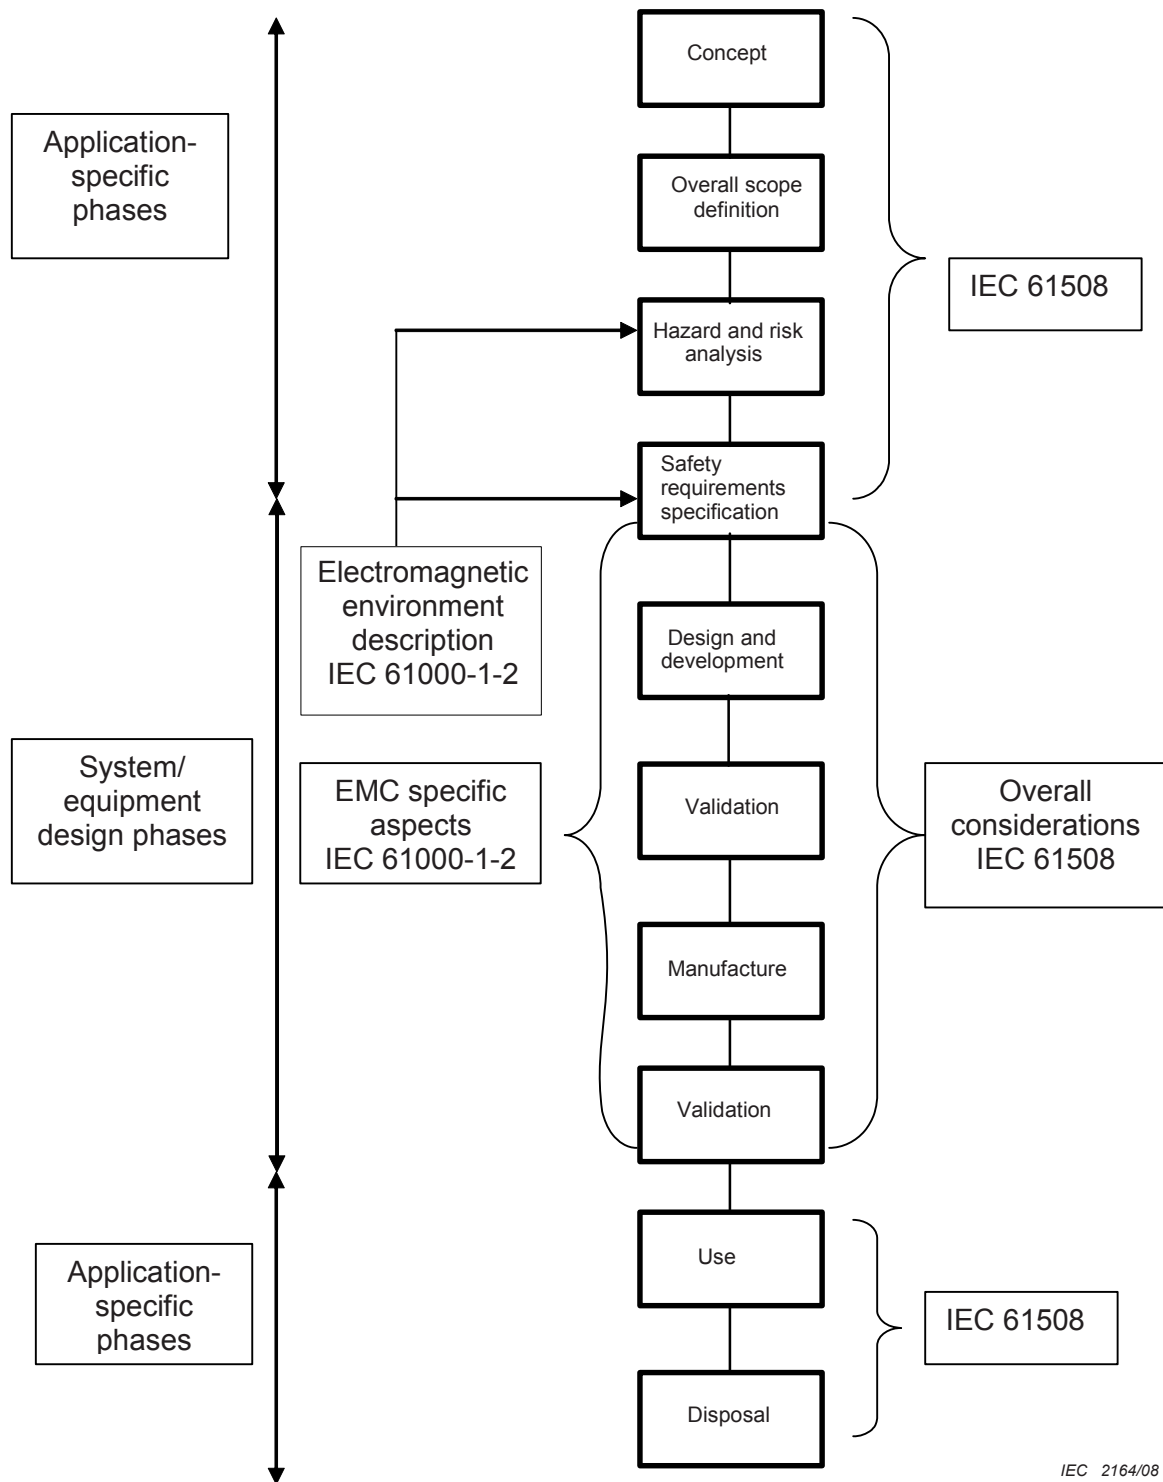 Concept
Application-
specific
phases
Overall scope
definition
IEC 61508
Hazard and risk
analysis
Safety
requirements
specification
Electromagnetic
environment
description
IEC 61000-1-2
Design and
development
System/
equipment
design phases
EMC specific
aspects
IEC 61000-1-2
Validation
Overall
considerations
IEC 61508
Manufacture
Validation
Use
Application-
specific
phases
IEC 61508
Disposal
IEC 2164/08